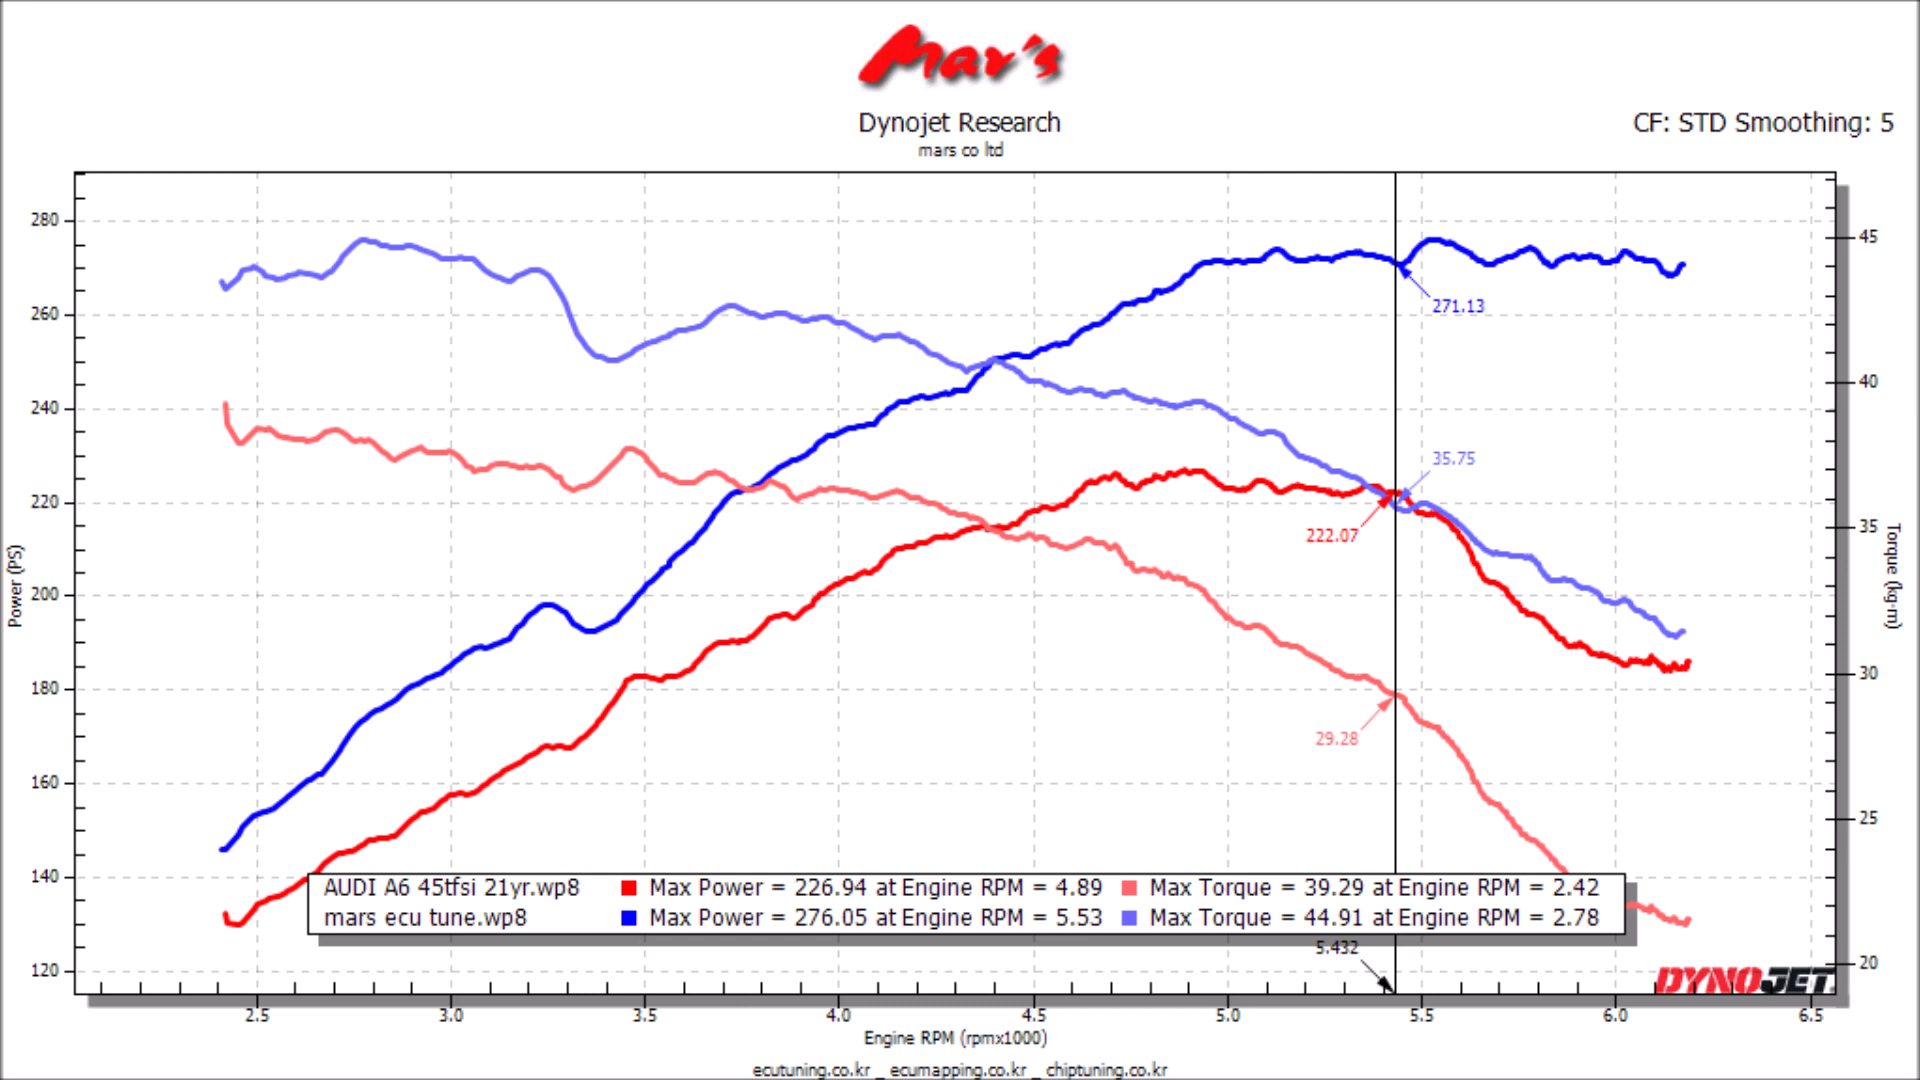 Mar's
Dynojet Research
mars co ltd
CF: STD Smoothing: 5
280
260
240
220
200
180
160
140
120
Power (PS)
45
40
35
30
25
20
Torque (kg-m)
271.13
35.75
222.07
29.28
AUDI A6 45tfsi 21yr.wp8 Max Power = 226.94 at Engine RPM = 4.89 Max Torque = 39.29 at Engine RPM = 2.42
mars ecu tune.wp8 Max Power = 276.05 at Engine RPM = 5.53 Max Torque = 44.91 at Engine RPM = 2.78
5.432
DYNOJET
2.5 3.0 3.5 4.0 4.5 5.0 5.5 6.0 6.5
Engine RPM (rpmx1000)
ecutuning.co.kr _ ecumapping.co.kr _ chiptuning.co.kr